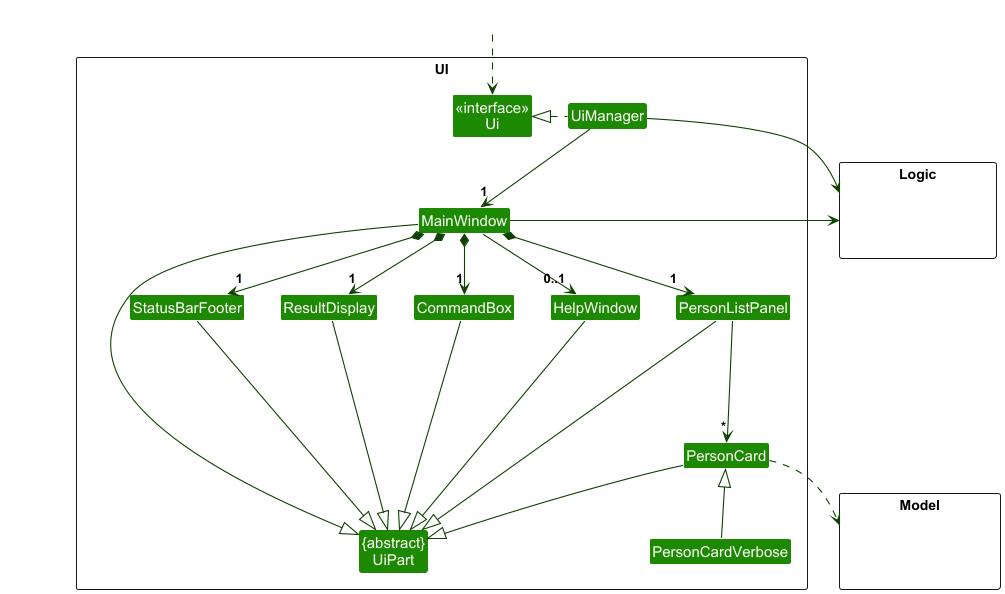 UI
«interface»
Ui
UiManager
Logic
1
MainWindow
1
1
1
0..1
1
StatusBarFooter
ResultDisplay
CommandBox
HelpWindow
PersonListPanel
*
PersonCard
Model
{abstract}
UiPart
PersonCardVerbose